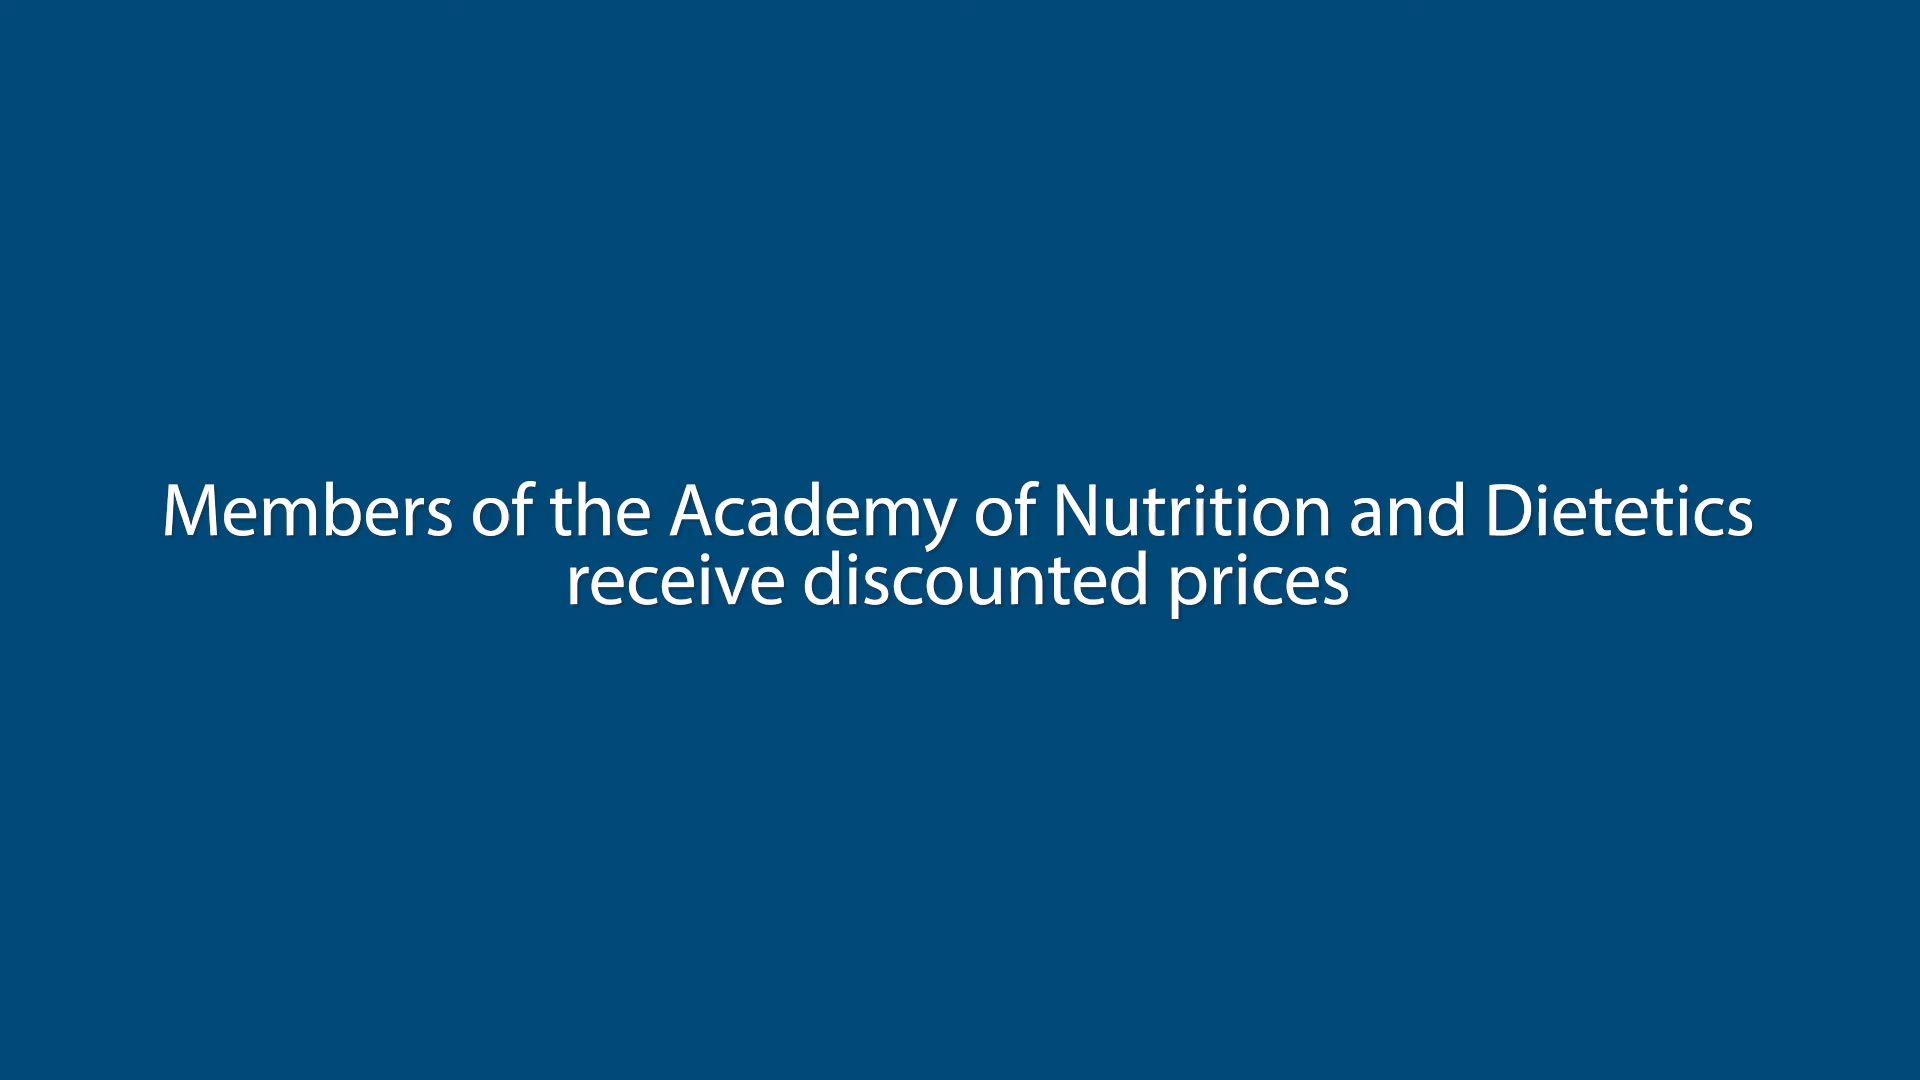 Members of the Academy of Nutrition and Dietetics
receive discounted prices